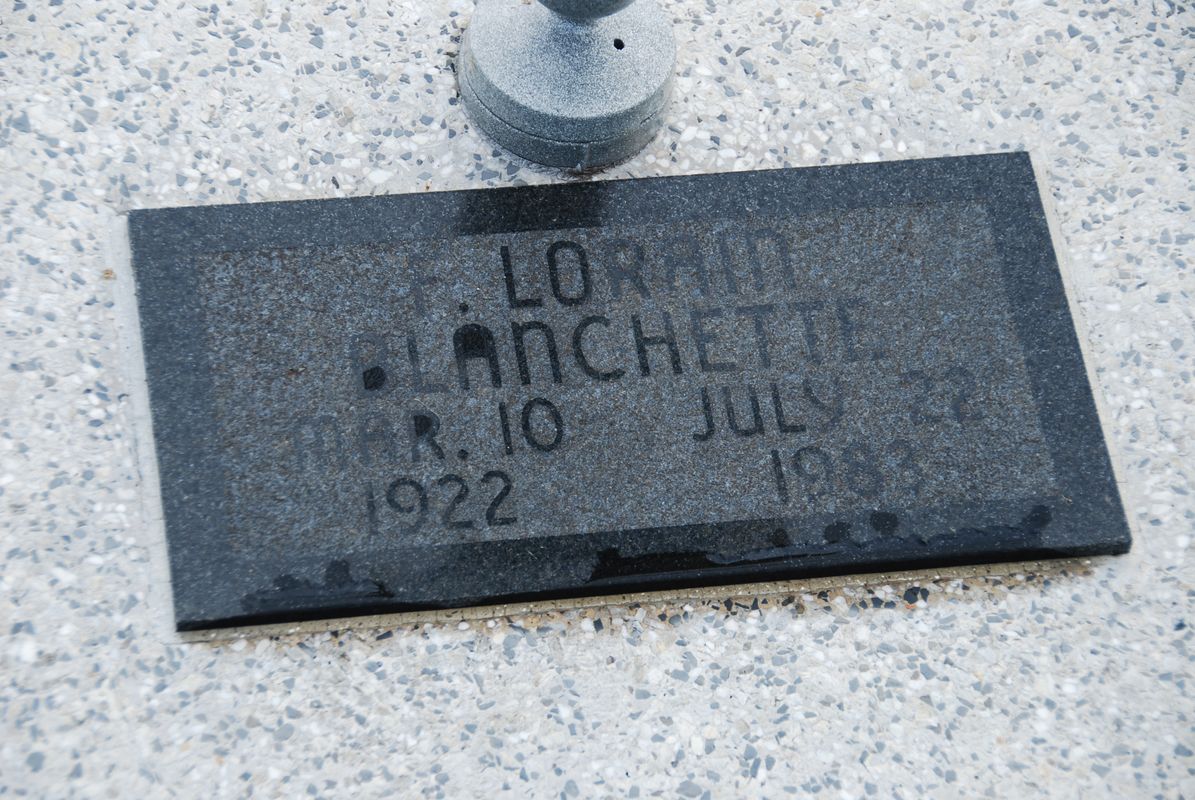 F. LORAIN
BLANCHETTE
MAR. 10 JULY 22
1922 1983